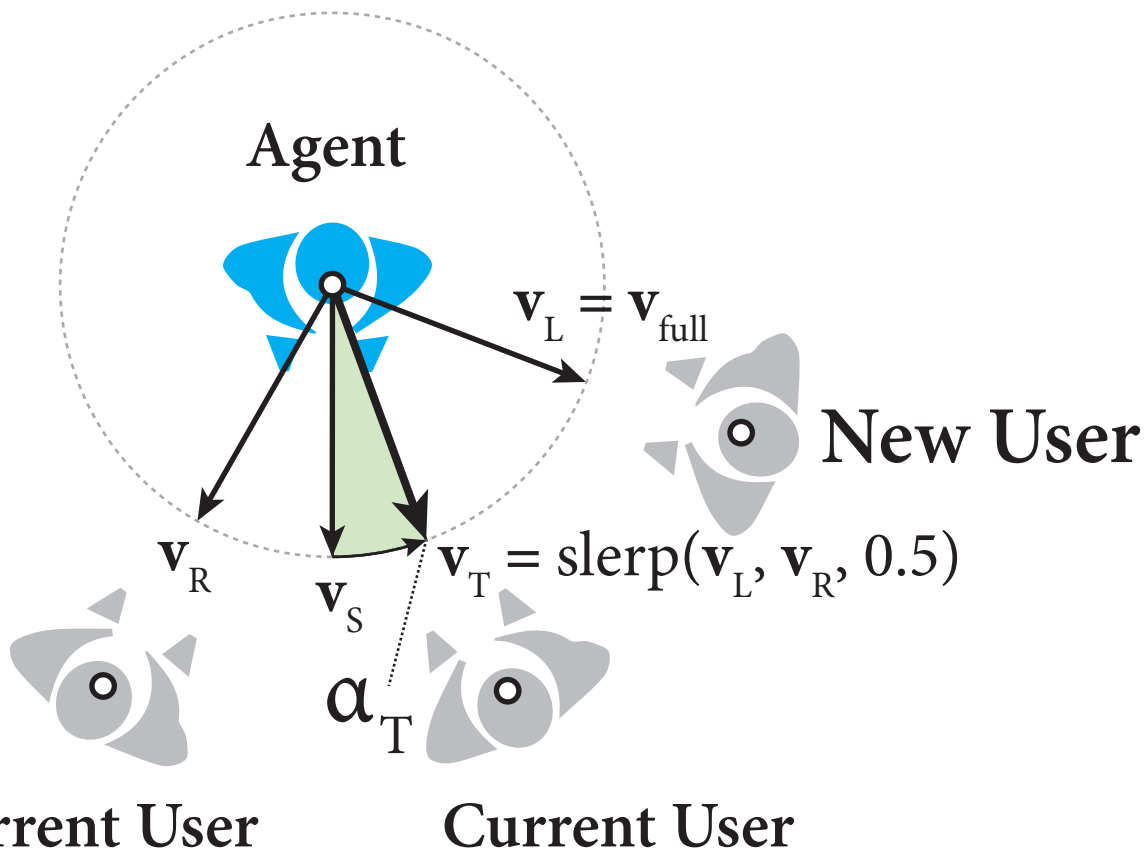 Agent
v_L = v_full
New User
v_R
v_S
v_T = slerp(v_L, v_R, 0.5)
α_T
rrent User
Current User